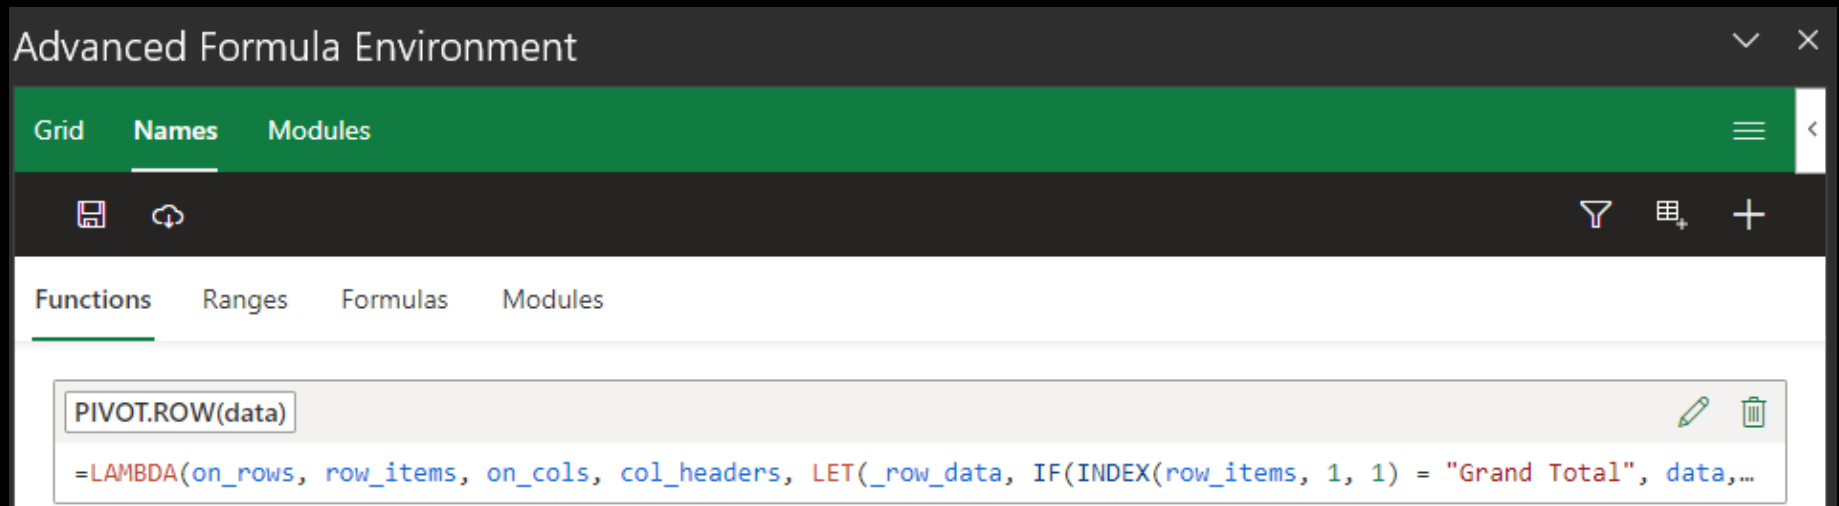 Advanced Formula Environment
Grid Names Modules
Functions Ranges Formulas Modules
PIVOT.ROW(data)
=LAMBDA(on_rows, row_items, on_cols, col_headers, LET(_row_data, IF(INDEX(row_items, 1, 1) = "Grand Total", data,…